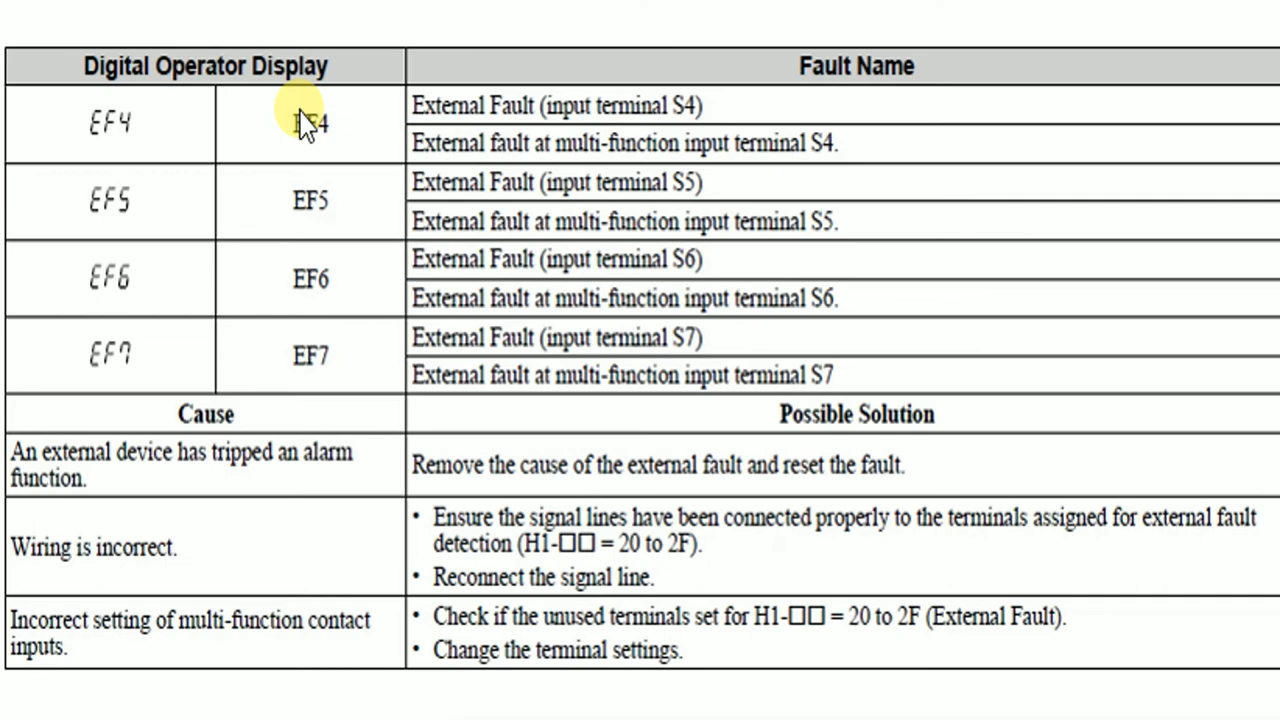 Digital Operator Display Fault Name
EF4 EF4 External Fault (input terminal S4)
External fault at multi-function input terminal S4.
EF5 EF5 External Fault (input terminal S5)
External fault at multi-function input terminal S5.
EF6 EF6 External Fault (input terminal S6)
External fault at multi-function input terminal S6.
EF7 EF7 External Fault (input terminal S7)
External fault at multi-function input terminal S7
Cause Possible Solution
An external device has tripped an alarm
function.
Remove the cause of the external fault and reset the fault.
Wiring is incorrect.
• Ensure the signal lines have been connected properly to the terminals assigned for external fault
detection (H1-□□ = 20 to 2F).
• Reconnect the signal line.
Incorrect setting of multi-function contact
inputs.
• Check if the unused terminals set for H1-□□ = 20 to 2F (External Fault).
• Change the terminal settings.